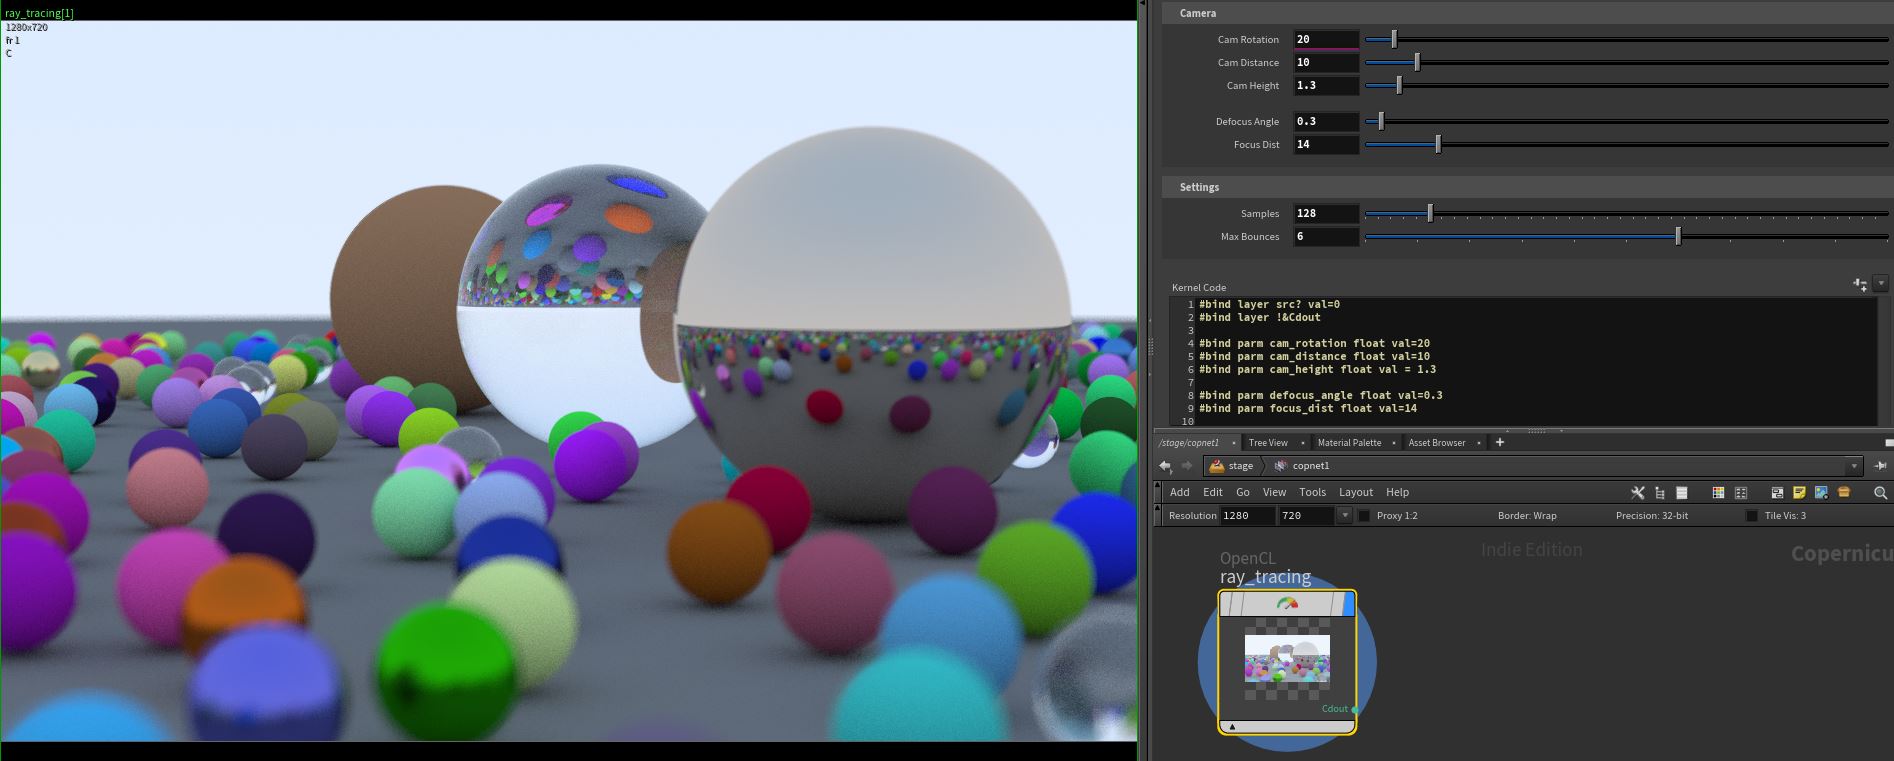 ray_tracing[1]
1280x720
fr 1
C
Camera
Cam Rotation 20
Cam Distance 10
Cam Height 1.3
Defocus Angle 0.3
Focus Dist 14
Settings
Samples 128
Max Bounces 6
Kernel Code
1 #bind layer src? val=0
2 #bind layer !&Cdout
3
4 #bind parm cam_rotation float val=20
5 #bind parm cam_distance float val=10
6 #bind parm cam_height float val = 1.3
7
8 #bind parm defocus_angle float val=0.3
9 #bind parm focus_dist float val=14
10
/stage/copnet1 Tree View Material Palette Asset Browser
stage copnet1
Add Edit Go View Tools Layout Help
Resolution 1280 720 Proxy 1:2 Border: Wrap Precision: 32-bit Tile Vis: 3
Indie Edition Copernicu
OpenCL
ray_tracing
Cdout